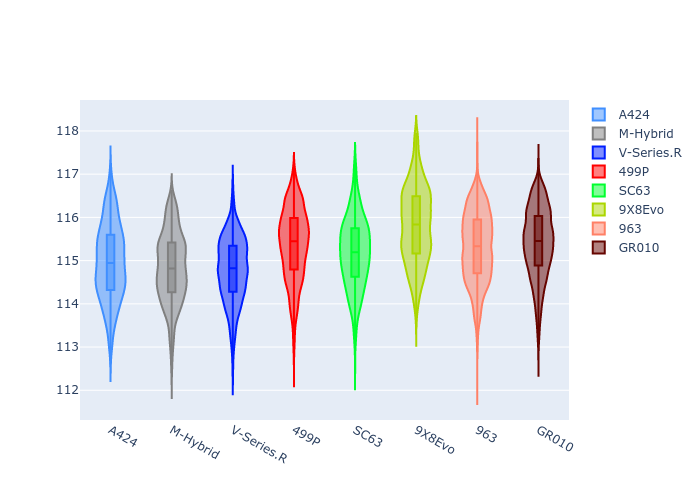 118
117
116
115
114
113
112
A424
M-Hybrid
V-Series.R
499P
SC63
9X8Evo
963
GR010
A424
M-Hybrid
V-Series.R
499P
SC63
9X8Evo
963
GR010